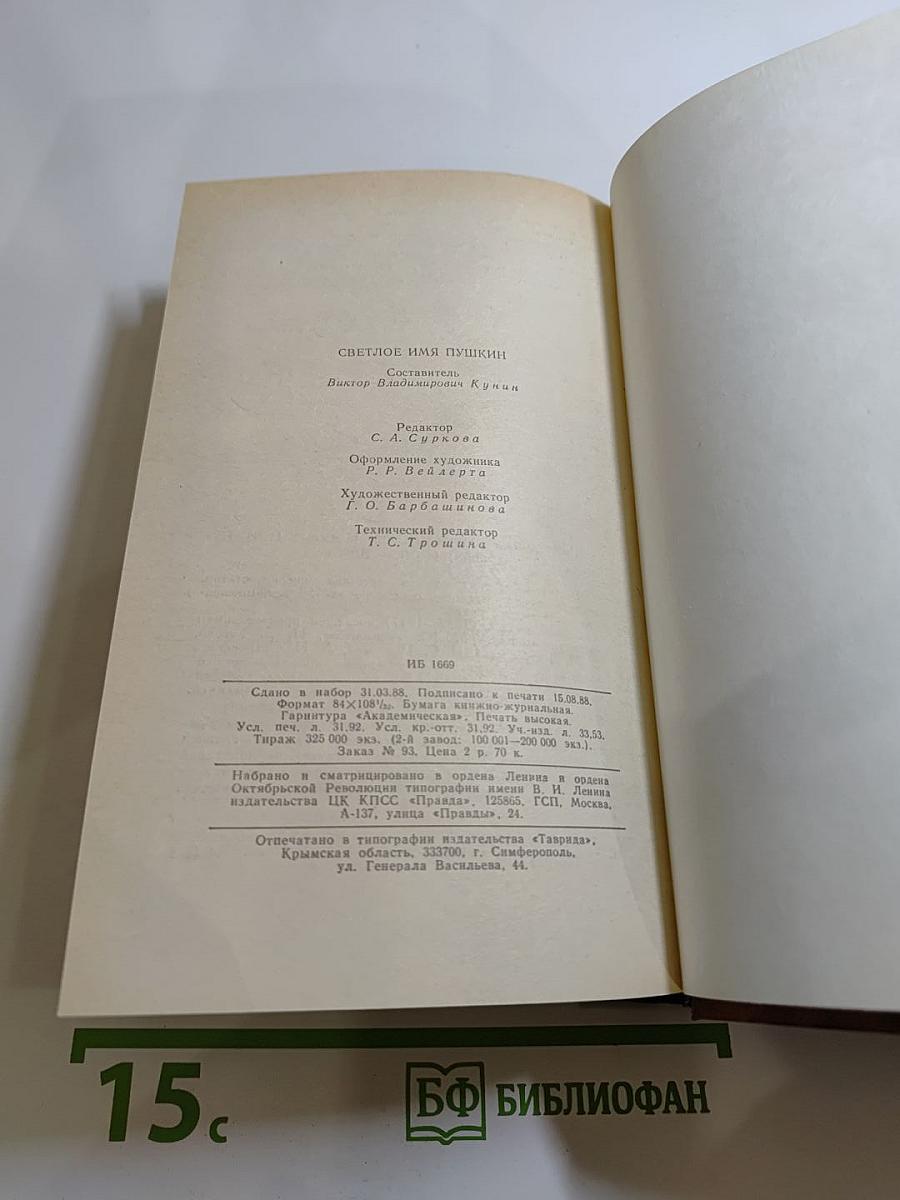 СВЕТЛОЕ ИМЯ ПУШКИН
Составитель
Виктор Владимирович Кунин
Редактор
С. А. Суркова
Оформление художника
Р. Р. Вейлерта
Художественный редактор
Г. О. Барбашинова
Технический редактор
Т. С. Трошина
ИБ 1669
Сдано в набор 31.03.88. Подписано к печати 15.08.88.
Формат 84×108¹/₃₂. Бумага книжно-журнальная.
Гарнитура «Академическая». Печать высокая.
Усл. печ. л. 31,92. Усл. кр.-отт. 31,92. Уч.-изд. л. 33,53.
Тираж 325 000 экз. (2-й завод: 100 001—200 000 экз.).
Заказ № 93. Цена 2 р. 70 к.
Набрано и сматрицировано в ордена Ленина и ордена
Октябрьской Революции типографии имени В. И. Ленина
издательства ЦК КПСС «Правда», 125865, ГСП, Москва,
А-137, улица «Правды», 24.
Отпечатано в типографии издательства «Таврида»,
Крымская область, 333700, г. Симферополь,
ул. Генерала Васильева, 44.
15 с
БФ БИБЛИОФАН